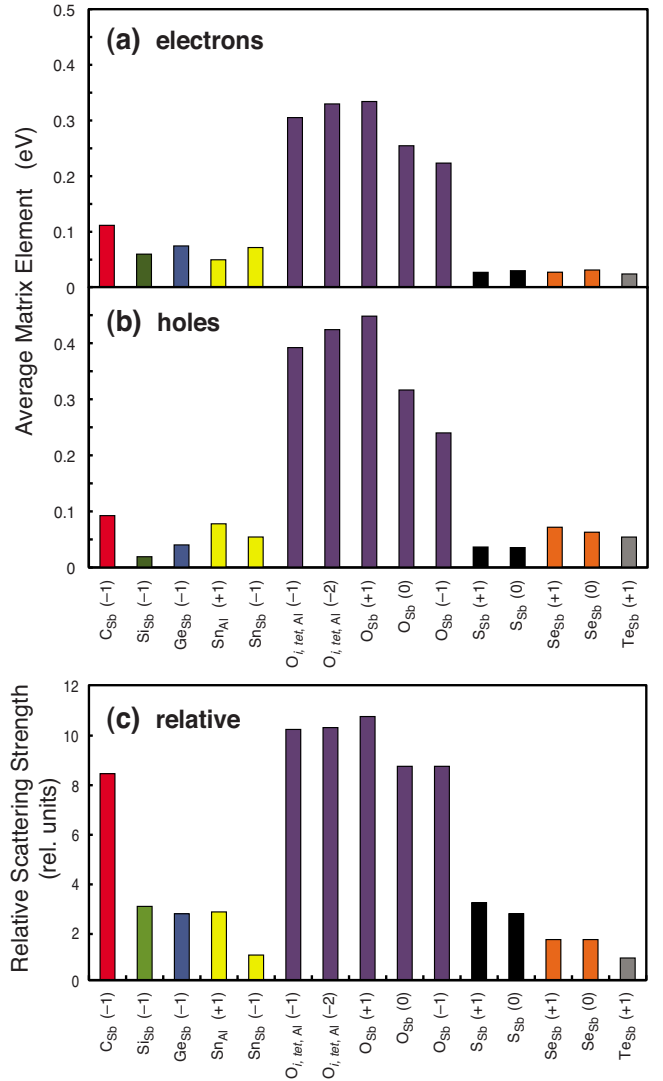 0.5
(a) electrons
0.4
0.3
0.2
0.1
0
Average Matrix Element (eV)
(b) holes
0.4
0.3
0.2
0.1
0
C_Sb (−1)
Si_Sb (−1)
Ge_Sb (−1)
Sn_Al (+1)
Sn_Sb (−1)
O_i, tet, Al (−1)
O_i, tet, Al (−2)
O_Sb (+1)
O_Sb (0)
O_Sb (−1)
S_Sb (+1)
S_Sb (0)
Se_Sb (+1)
Se_Sb (0)
Te_Sb (+1)
12
(c) relative
10
8
6
4
2
0
Relative Scattering Strength
(rel. units)
C_Sb (−1)
Si_Sb (−1)
Ge_Sb (−1)
Sn_Al (+1)
Sn_Sb (−1)
O_i, tet, Al (−1)
O_i, tet, Al (−2)
O_Sb (+1)
O_Sb (0)
O_Sb (−1)
S_Sb (+1)
S_Sb (0)
Se_Sb (+1)
Se_Sb (0)
Te_Sb (+1)